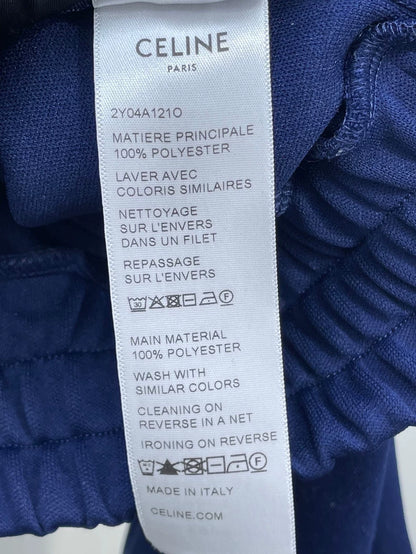 CELINE
PARIS
2Y04A121O
MATIERE PRINCIPALE
100% POLYESTER
LAVER AVEC
COLORIS SIMILAIRES
NETTOYAGE
SUR L'ENVERS
DANS UN FILET
REPASSAGE
SUR L'ENVERS
30 F
MAIN MATERIAL
100% POLYESTER
WASH WITH
SIMILAR COLORS
CLEANING ON
REVERSE IN A NET
IRONING ON REVERSE
F
MADE IN ITALY
CELINE.COM